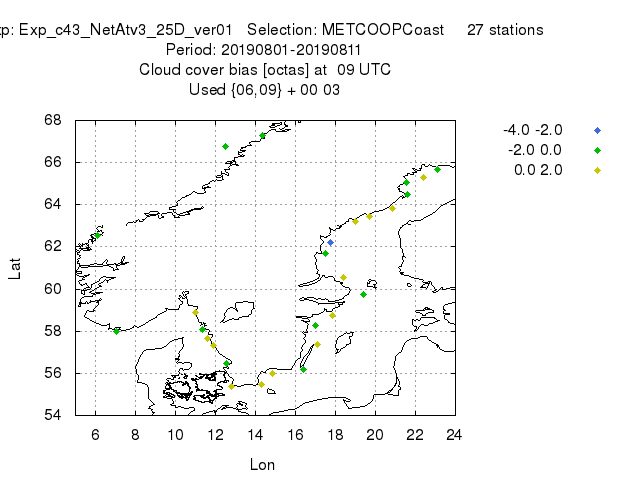 p: Exp_c43_NetAtv3_25D_ver01 Selection: METCOOPCoast 27 stations
Period: 20190801-20190811
Cloud cover bias [octas] at 09 UTC
Used {06,09} + 00 03
-4.0 -2.0
-2.0 0.0
0.0 2.0
68
66
64
62
60
58
56
54
Lat
6 8 10 12 14 16 18 20 22 24
Lon